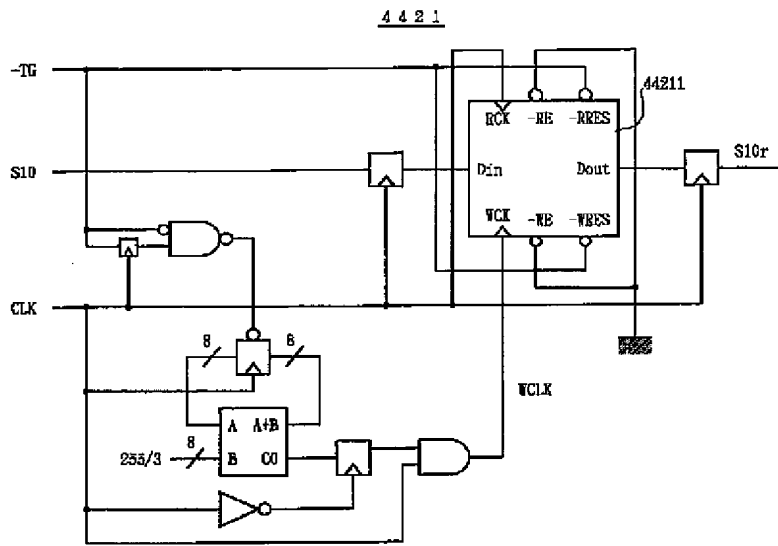 4421
-TG
44211
RCK -RE -RRES
S10
Din Dout
S10r
WCK -WE -WRES
CLK
8 8
WCLK
A A+B
8
255/3 B CO